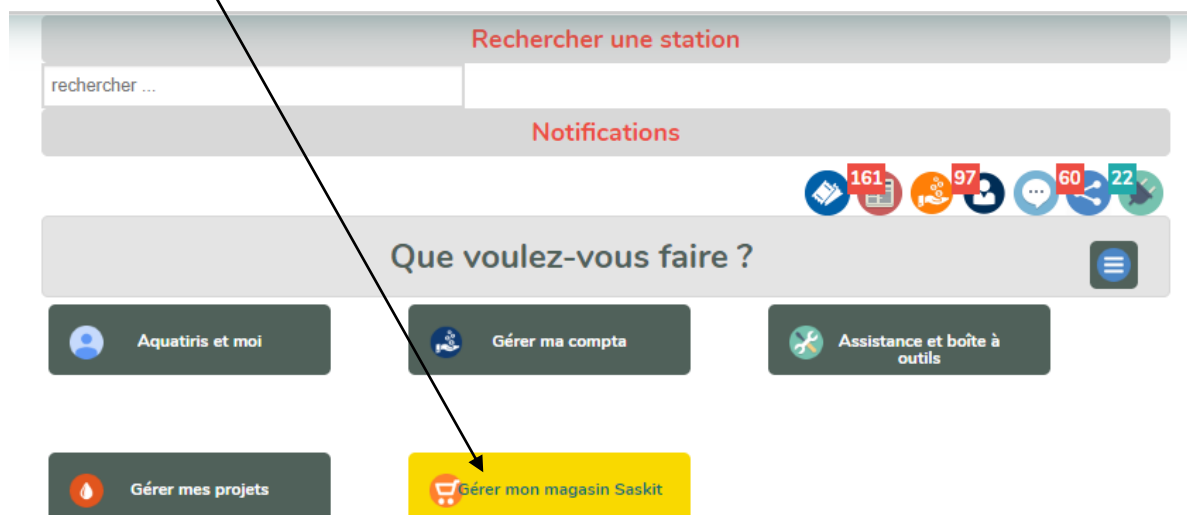 Rechercher une station
rechercher ...
Notifications
161 97 60 22
Que voulez-vous faire ?
Aquatiris et moi
Gérer ma compta
Assistance et boîte à
outils
Gérer mes projets
Gérer mon magasin Saskit